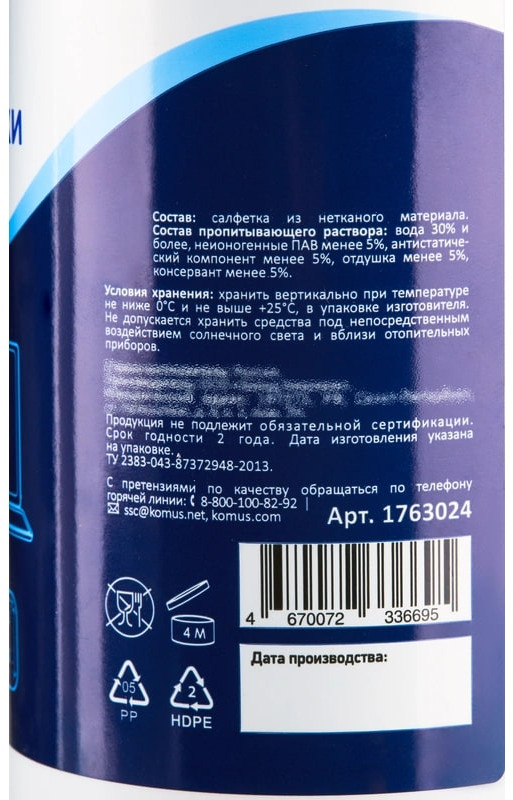 КИ
Состав: салфетка из нетканого материала.
Состав пропитывающего раствора: вода 30% и
более, неионогенные ПАВ менее 5%, антистатиче-
ский компонент менее 5%, отдушка менее 5%,
консервант менее 5%.
Условия хранения: хранить вертикально при температуре
не ниже 0°С и не выше +25°С, в упаковке изготовителя.
Не допускается хранить средства под непосредственным
воздействием солнечного света и вблизи отопительных
приборов.
Продукция не подлежит обязательной сертификации.
Срок годности 2 года. Дата изготовления указана
на упаковке.
ТУ 2383-043-87372948-2013.
С претензиями по качеству обращаться по телефону
горячей линии: 8-800-100-82-92 |
ssc@komus.net, komus.com
Арт. 1763024
4 670072 336695
4 М
Дата производства:
05
PP
2
HDPE